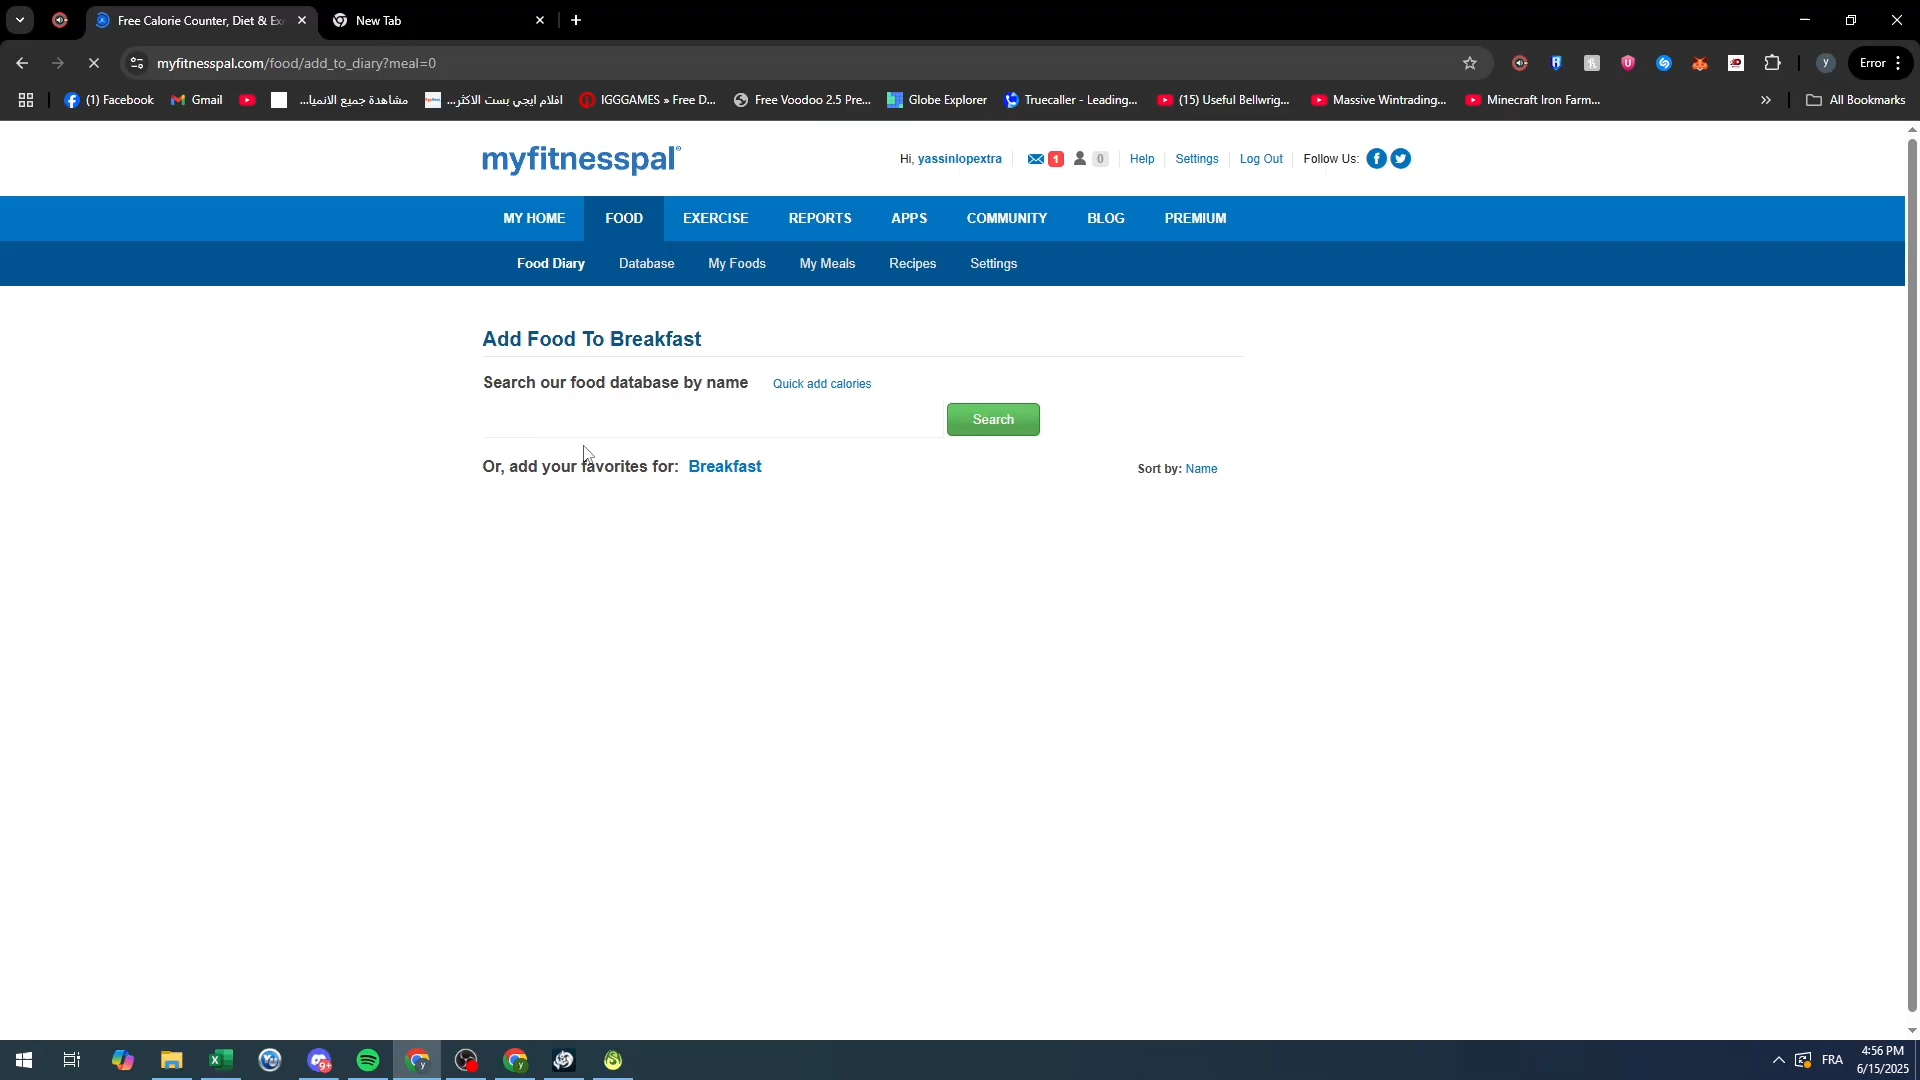 Free Calorie Counter, Diet & Ex
New Tab
myfitnesspal.com/food/add_to_diary?meal=0
Error
(1) Facebook
Gmail
مشاهدة جميع الانميا...
افلام ايجي بست الاكثر...
IGGGAMES » Free D...
Free Voodoo 2.5 Pre...
Globe Explorer
Truecaller - Leading...
(15) Useful Bellwrig...
Massive Wintrading...
Minecraft Iron Farm...
All Bookmarks
myfitnesspal
Hi, yassinlopextra
1
0
Help
Settings
Log Out
Follow Us:
MY HOME
FOOD
EXERCISE
REPORTS
APPS
COMMUNITY
BLOG
PREMIUM
Food Diary
Database
My Foods
My Meals
Recipes
Settings
Add Food To Breakfast
Search our food database by name
Quick add calories
Search
Or, add your favorites for: Breakfast
Sort by: Name
9+
FRA
4:56 PM
6/15/2025